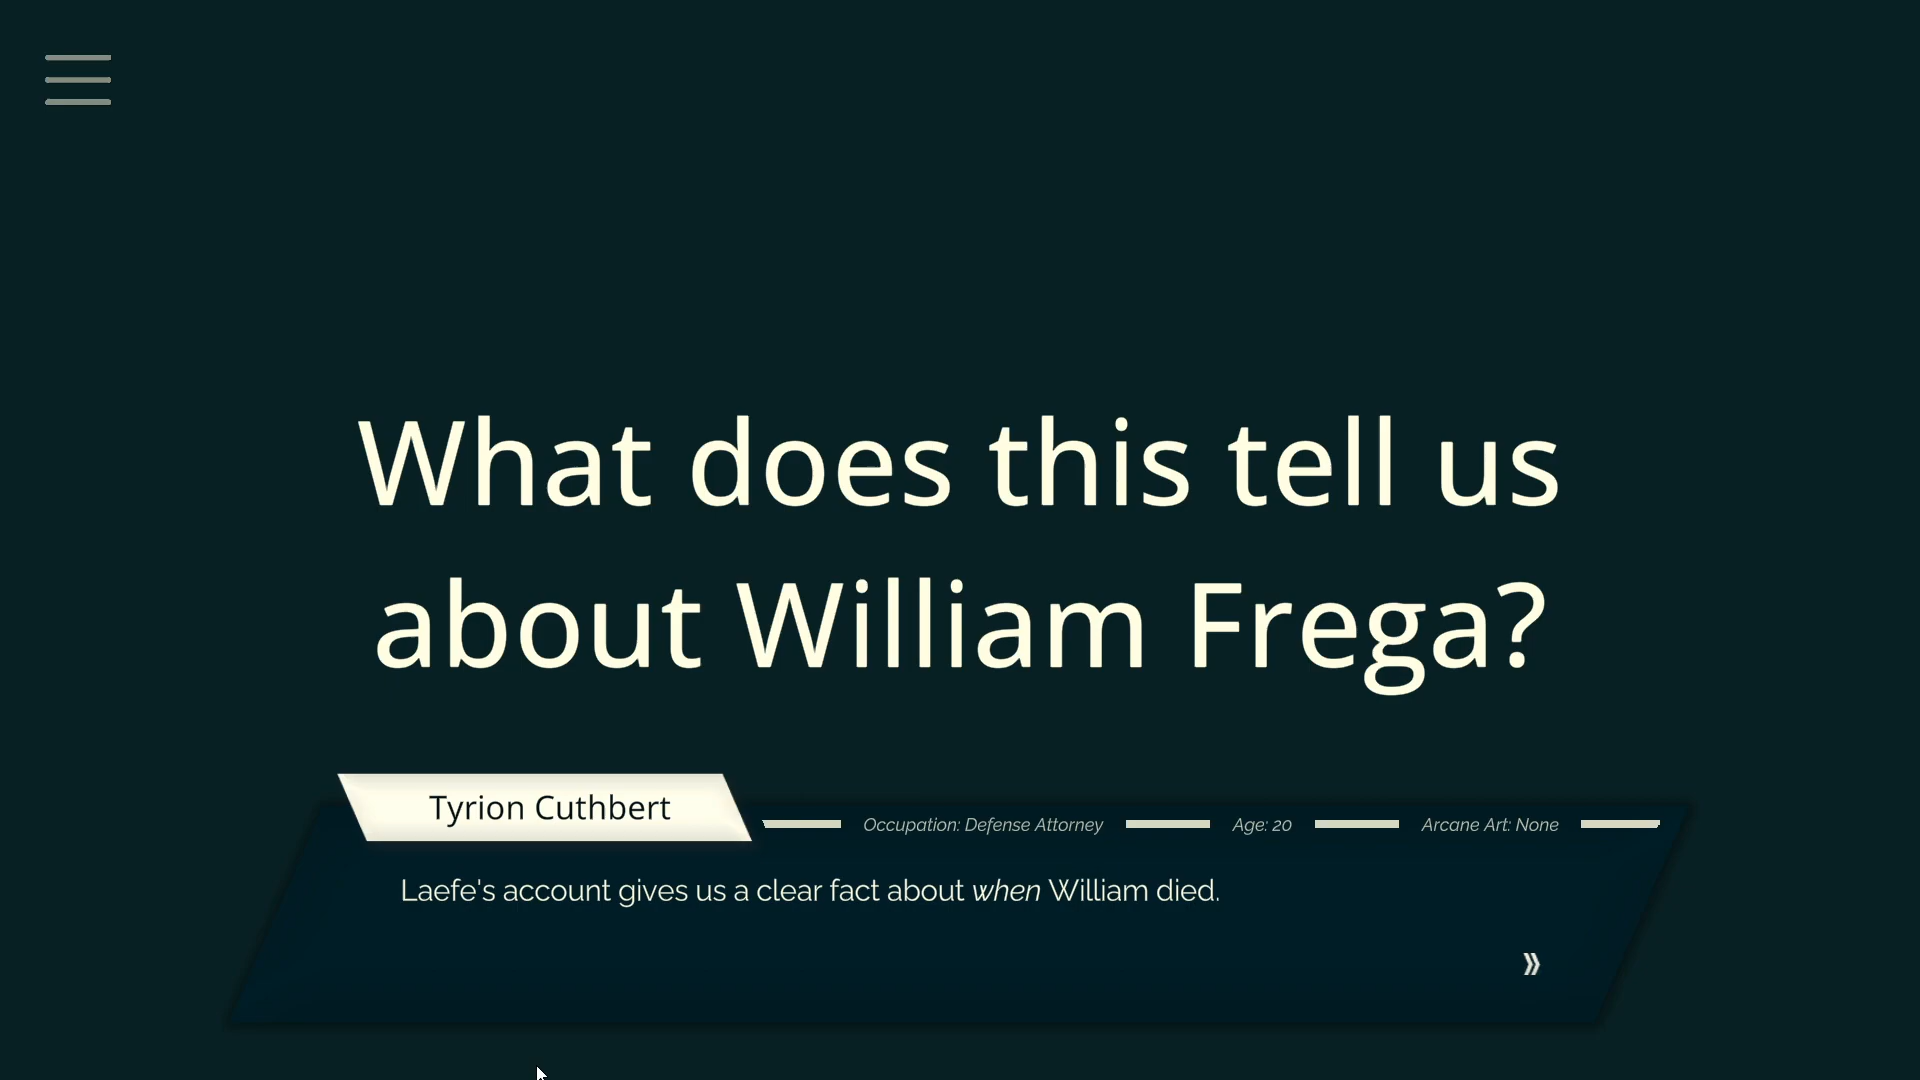 What does this tell us
about William Frega?
Tyrion Cuthbert
Occupation: Defense Attorney
Age: 20
Arcane Art: None
Laefe's account gives us a clear fact about when William died.